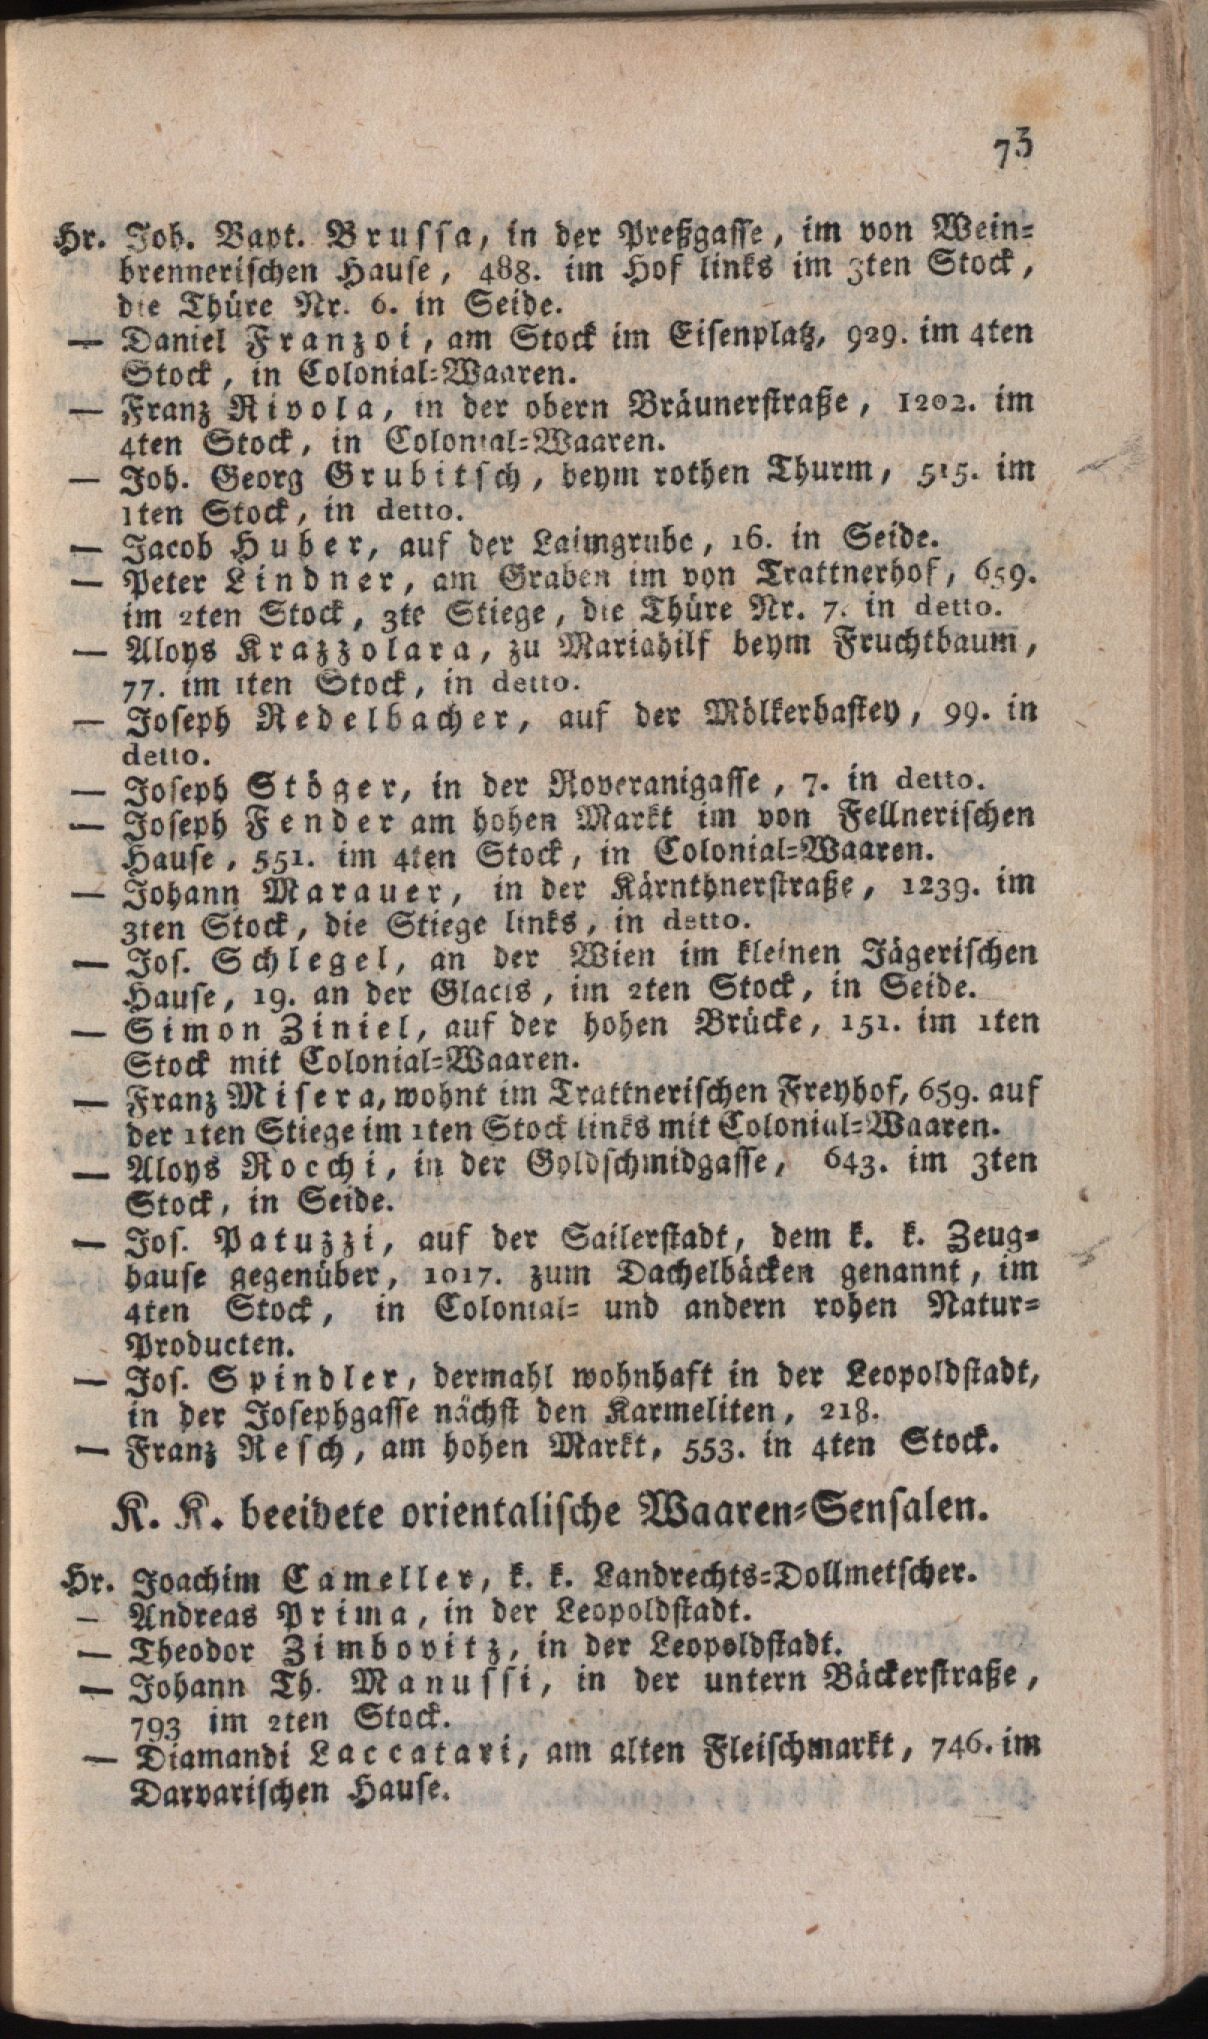 73
Hr. Joh. Bapt. Brussa, in der Preßgasse, im von Wein=
brennerischen Hause, 488. im Hof links im 3ten Stock,
die Thüre Nr. 6. in Seide.
— Daniel Franzoi, am Stock im Eisenplatz, 929. im 4ten
Stock, in Colonial=Waaren.
— Franz Rivola, in der obern Bräunerstraße, 1202. im
4ten Stock, in Colonial=Waaren.
— Joh. Georg Grubitsch, beym rothen Thurm, 515. im
1ten Stock, in detto.
— Jacob Huber, auf der Laimgrube, 16. in Seide.
— Peter Lindner, am Graben im von Trattnerhof, 659.
im 2ten Stock, 3te Stiege, die Thüre Nr. 7. in detto.
— Aloys Krazzolara, zu Mariahilf beym Fruchtbaum,
77. im 1ten Stock, in detto.
— Joseph Redelbacher, auf der Mölkerbastey, 99. in
detto.
— Joseph Stöger, in der Roveranigasse, 7. in detto.
— Joseph Fender am hohen Markt im von Fellnerischen
Hause, 551. im 4ten Stock, in Colonial=Waaren.
— Johann Marauer, in der Kärnthnerstraße, 1239. im
3ten Stock, die Stiege links, in detto.
— Jos. Schlegel, an der Wien im kleinen Jägerischen
Hause, 19. an der Glacis, im 2ten Stock, in Seide.
— Simon Ziniel, auf der hohen Brücke, 151. im 1ten
Stock mit Colonial=Waaren.
— Franz Misera, wohnt im Trattnerischen Freyhof, 659. auf
der 1ten Stiege im 1ten Stock links mit Colonial=Waaren.
— Aloys Rocchi, in der Goldschmidgasse, 643. im 3ten
Stock, in Seide.
— Jos. Patuzzi, auf der Sailerstadt, dem k. k. Zeug=
hause gegenüber, 1017. zum Dachelbäcken genannt, im
4ten Stock, in Colonial= und andern rohen Natur=
Producten.
— Jos. Spindler, dermahl wohnhaft in der Leopoldstadt,
in der Josephgasse nächst den Karmeliten, 218.
— Franz Resch, am hohen Markt, 553. in 4ten Stock.
K. K. beeidete orientalische Waaren=Sensalen.
Hr. Joachim Cameller, k. k. Landrechts=Dollmetscher.
— Andreas Prima, in der Leopoldstadt.
— Theodor Zimbovitz, in der Leopoldstadt.
— Johann Th. Manussi, in der untern Bäckerstraße,
793 im 2ten Stock.
— Diamandi Laccatari, am alten Fleischmarkt, 746. im
Darvarischen Hause.